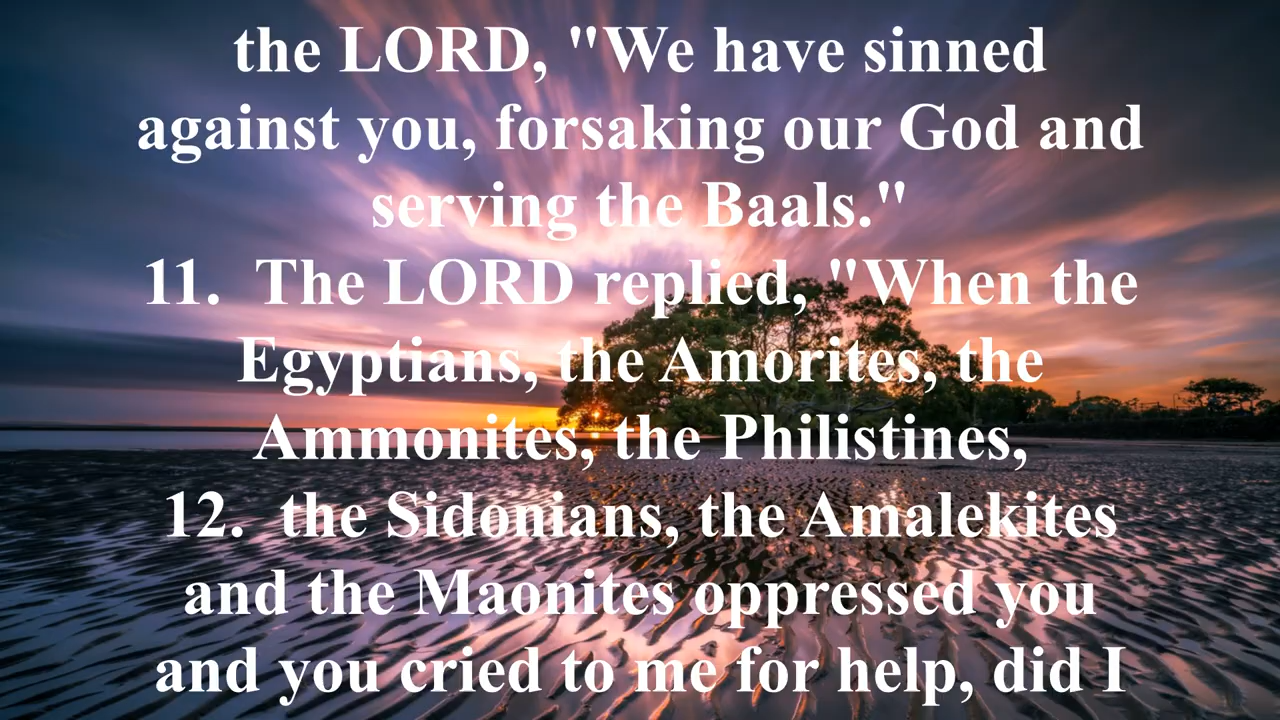 the LORD, "We have sinned
against you, forsaking our God and
serving the Baals."
11.  The LORD replied, "When the
Egyptians, the Amorites, the
Ammonites, the Philistines,
12.  the Sidonians, the Amalekites
and the Maonites oppressed you
and you cried to me for help, did I